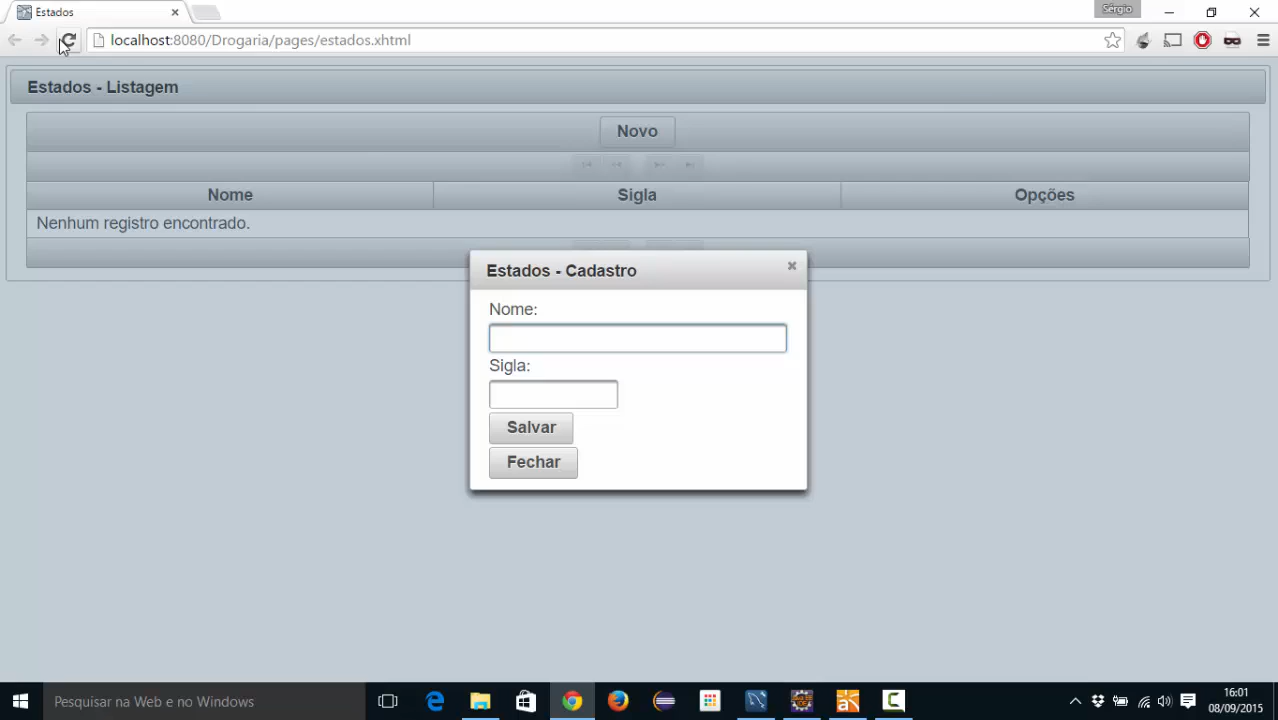 Estados
Sérgio
localhost:8080/Drogaria/pages/estados.xhtml
Estados - Listagem
Novo
Nome Sigla Opções
Nenhum registro encontrado.
Estados - Cadastro
Nome:
Sigla:
Salvar
Fechar
Pesquisar na Web e no Windows
16:01
08/09/2015